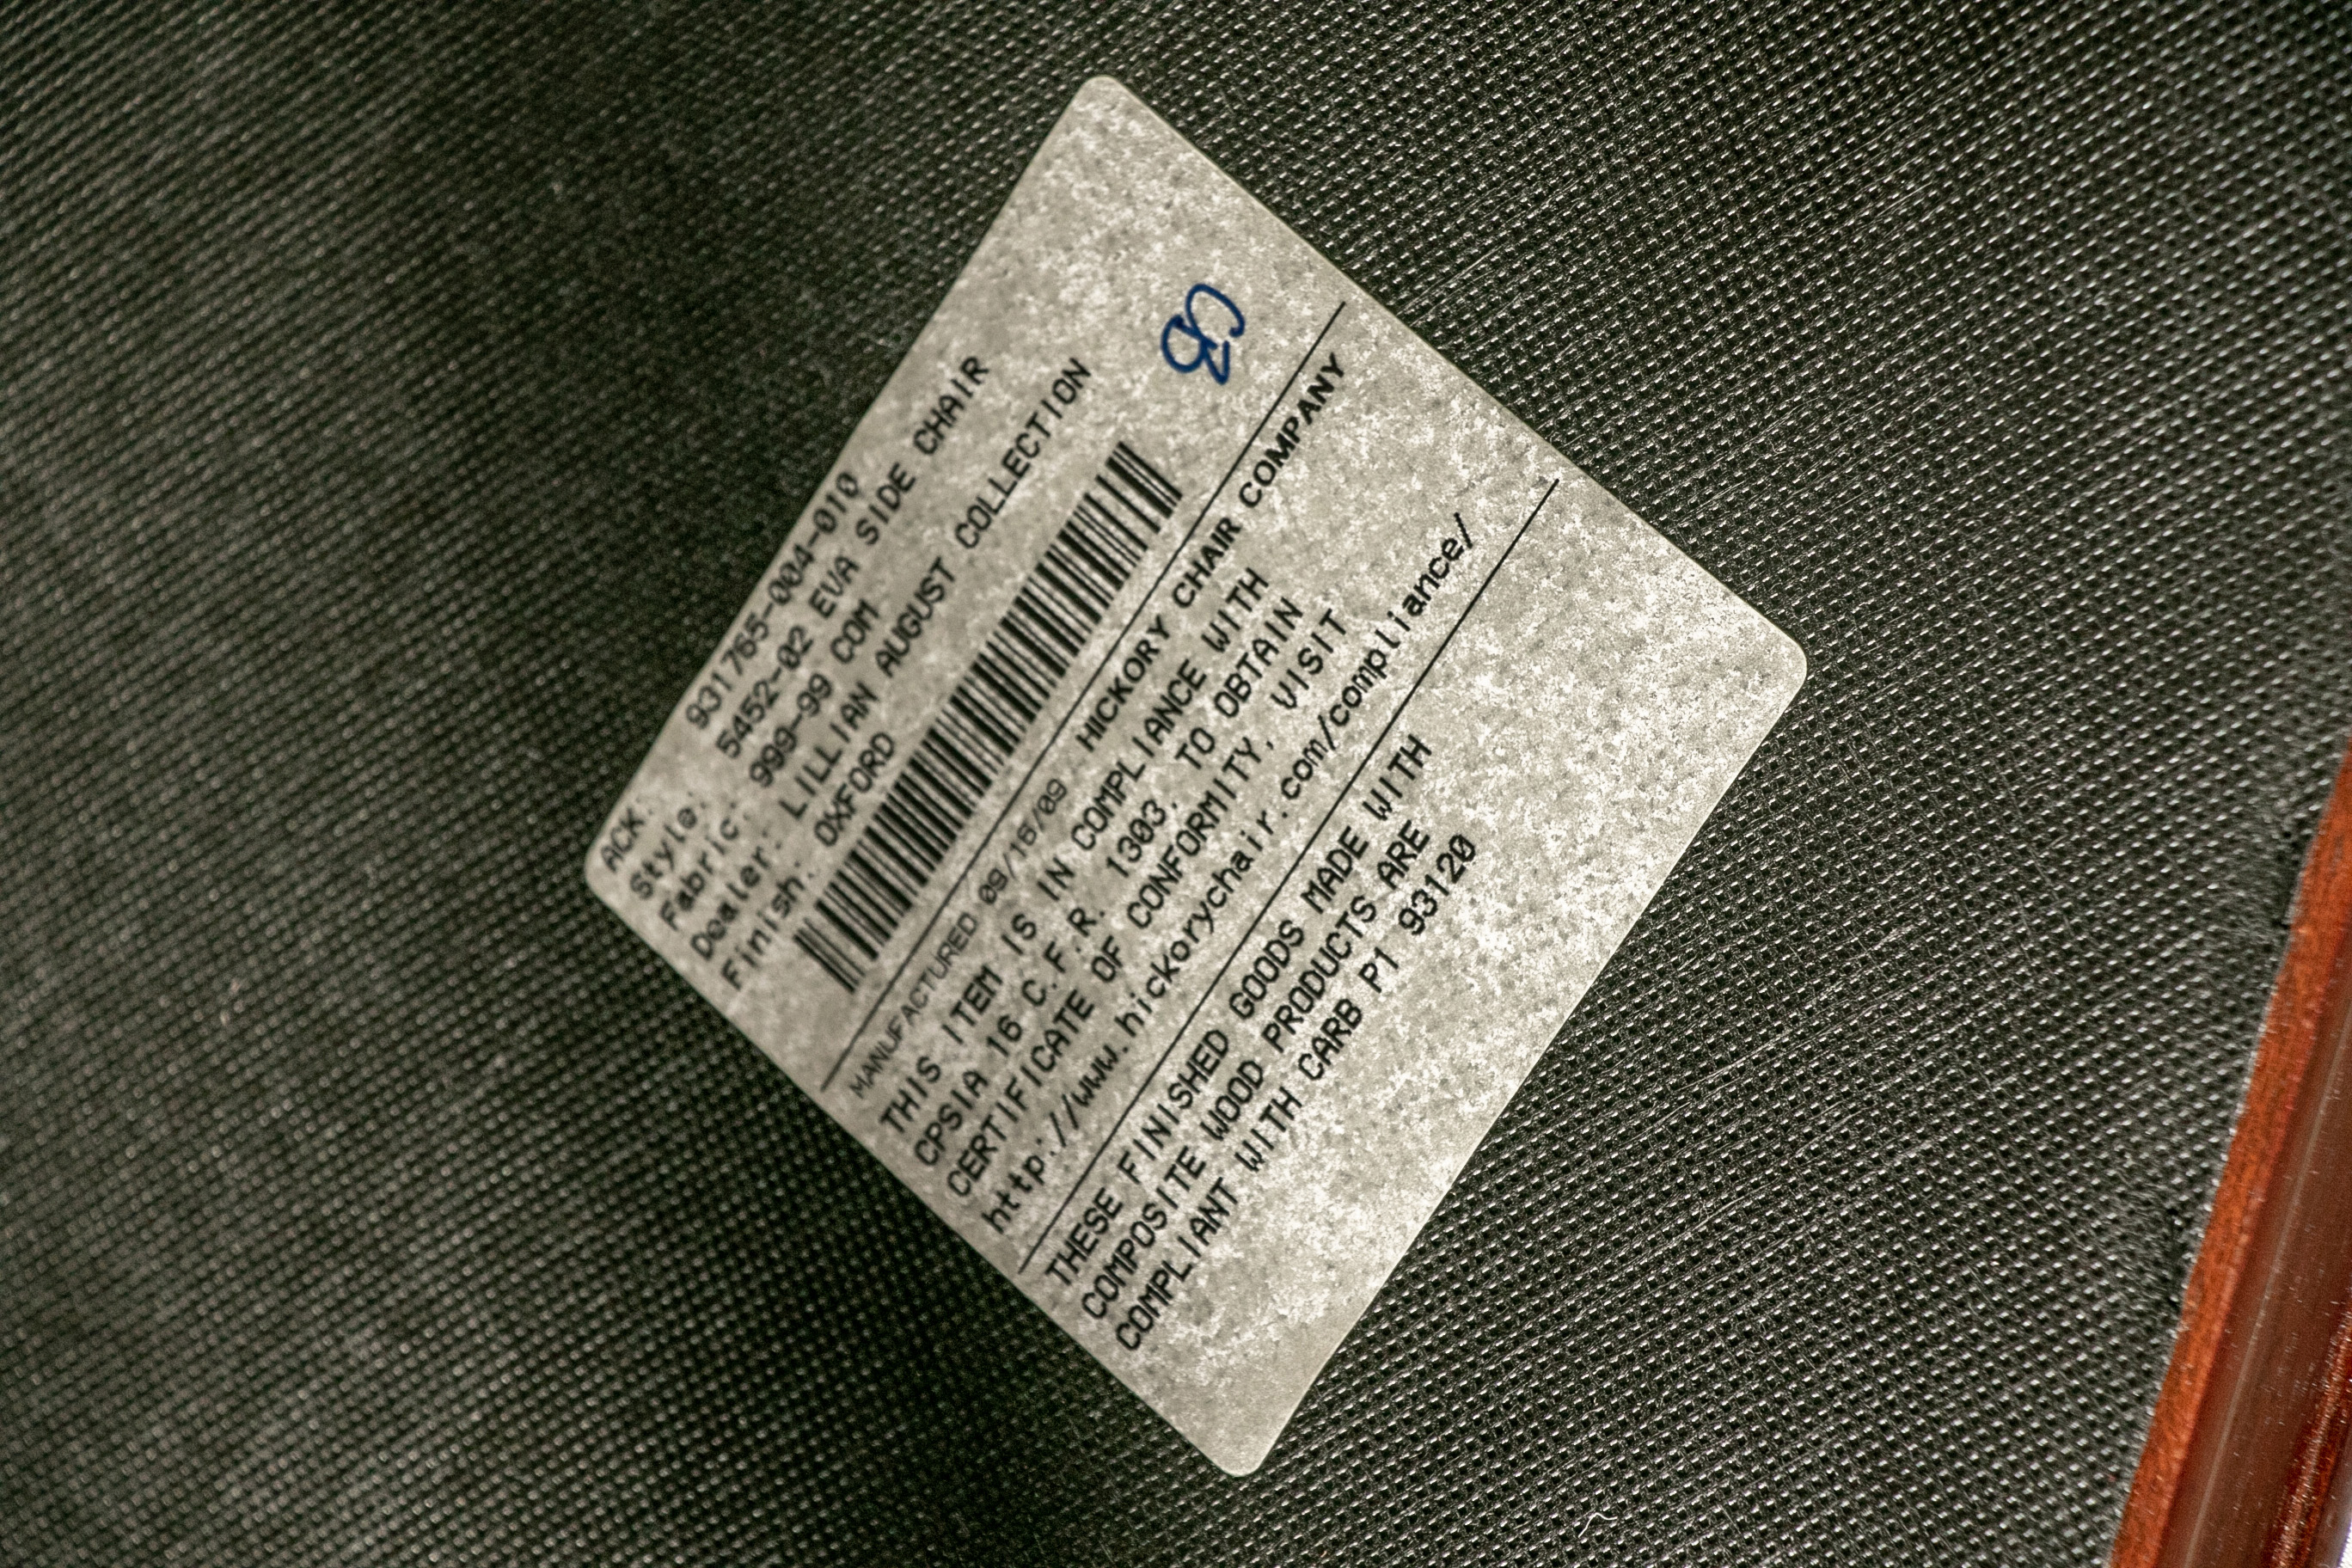 ACK. 931765-004-010
Style: 5452-02 EVA SIDE CHAIR
Fabric. 999-99 COM
Dealer: LILLIAN AUGUST COLLECTION
Finish. OXFORD
CB
MANUFACTURED 09/16/09 HICKORY CHAIR COMPANY
THIS ITEM IS IN COMPLIANCE WITH
CPSIA 16 C.F.R. 1303. TO OBTAIN
CERTIFICATE OF CONFORMITY, VISIT
http://www.hickorychair.com/compliance/
THESE FINISHED GOODS MADE WITH
COMPOSITE WOOD PRODUCTS ARE
COMPLIANT WITH CARB P1 93120